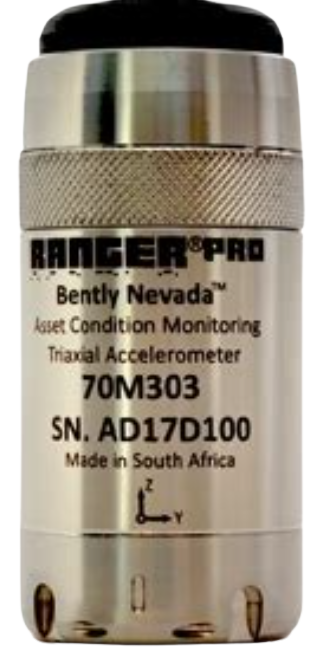 RANGER®PRO
Bently Nevada™
Asset Condition Monitoring
Triaxial Accelerometer
70M303
SN. AD17D100
Made in South Africa
Z
Y